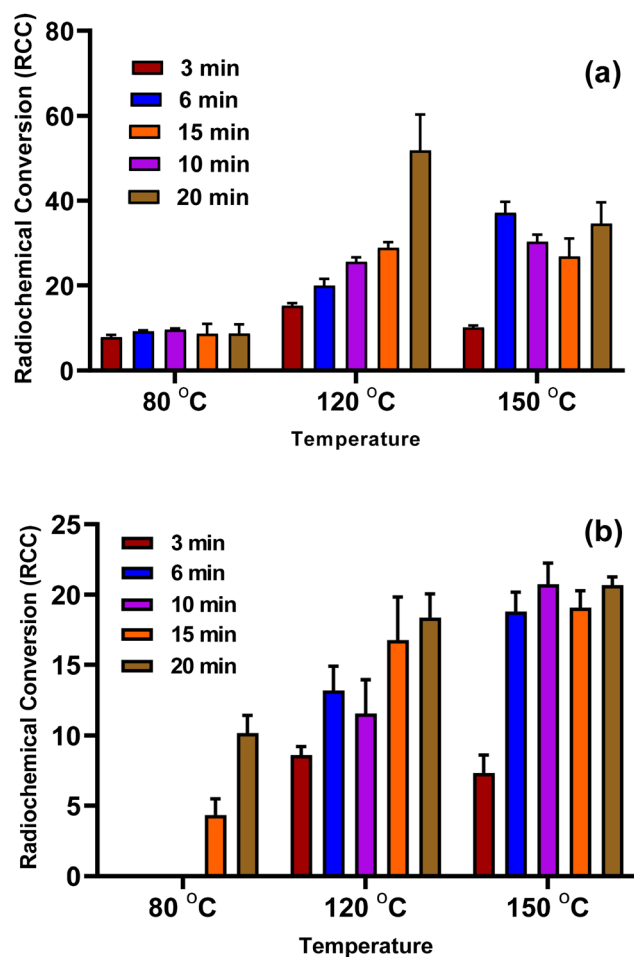 Radiochemical Conversion (RCC)
80
60
40
20
0
3 min
6 min
15 min
10 min
20 min
(a)
80 °C
120 °C
150 °C
Temperature
Radiochemical Conversion (RCC)
25
20
15
10
5
0
3 min
6 min
10 min
15 min
20 min
(b)
80 °C
120 °C
150 °C
Temperature